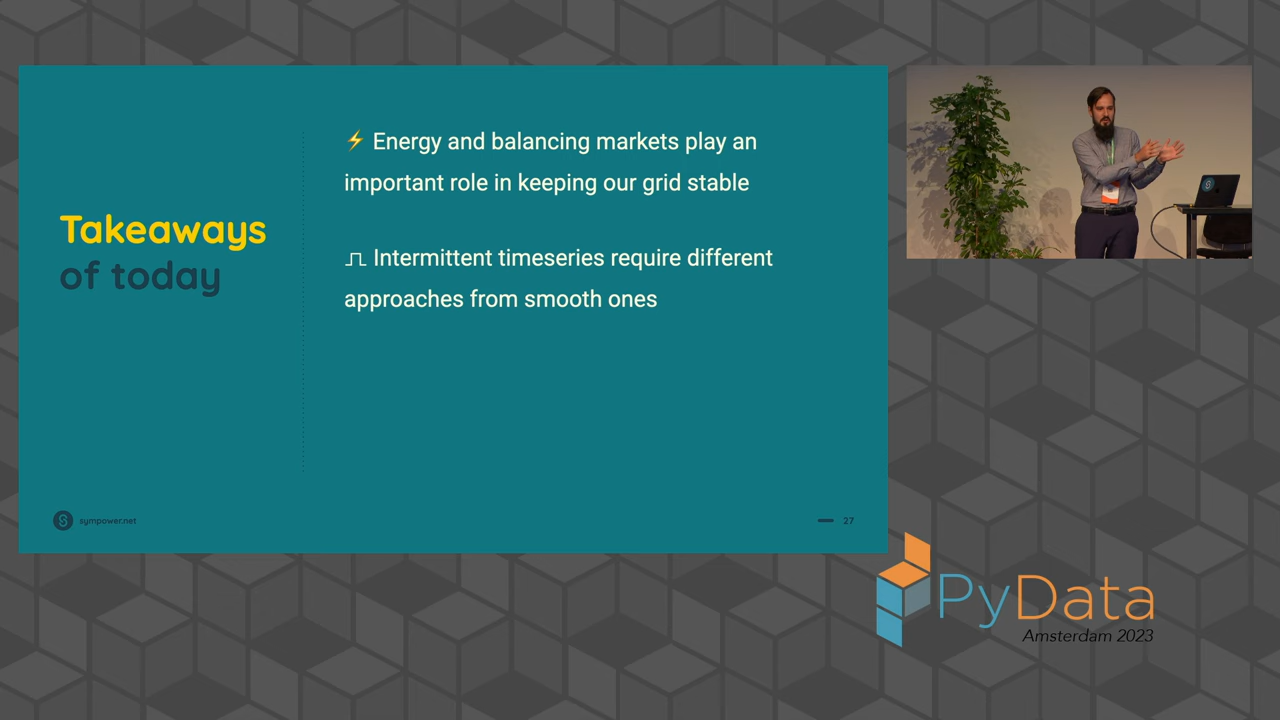 Takeaways
of today
⚡ Energy and balancing markets play an
important role in keeping our grid stable
⎍ Intermittent timeseries require different
approaches from smooth ones
sympower.net
27
PyData
Amsterdam 2023